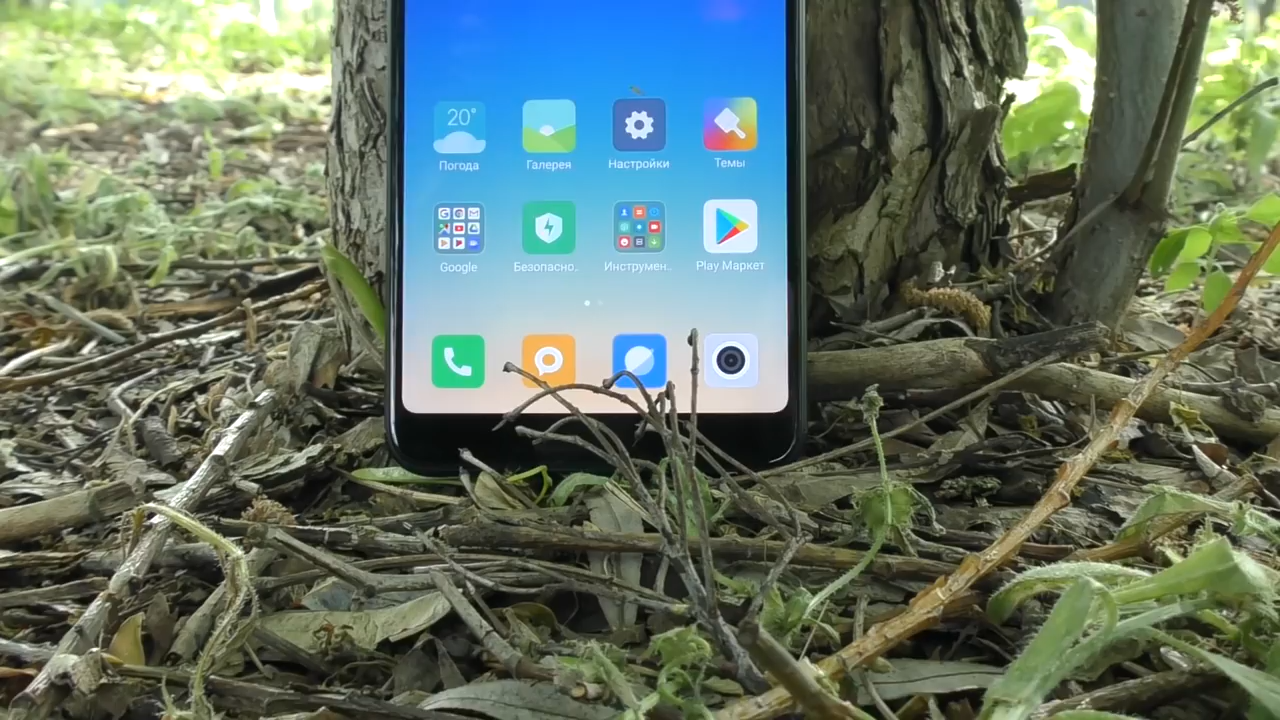 20°
Погода
Галерея
Настройки
Темы
Google
Безопасно..
Инструмен..
Play Маркет